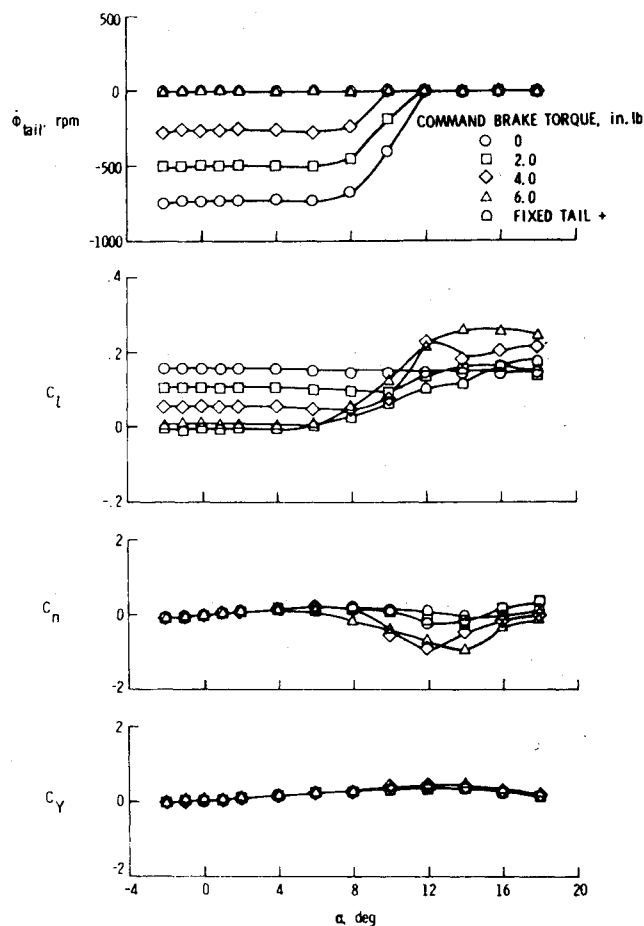 500
0
-500
-1000
Φ̇tail, rpm
COMMAND BRAKE TORQUE, in. lb
0
2.0
4.0
6.0
FIXED TAIL +
.4
.2
0
-.2
Cl
2
0
-2
Cn
2
0
-2
CY
-4 0 4 8 12 16 20
α, deg